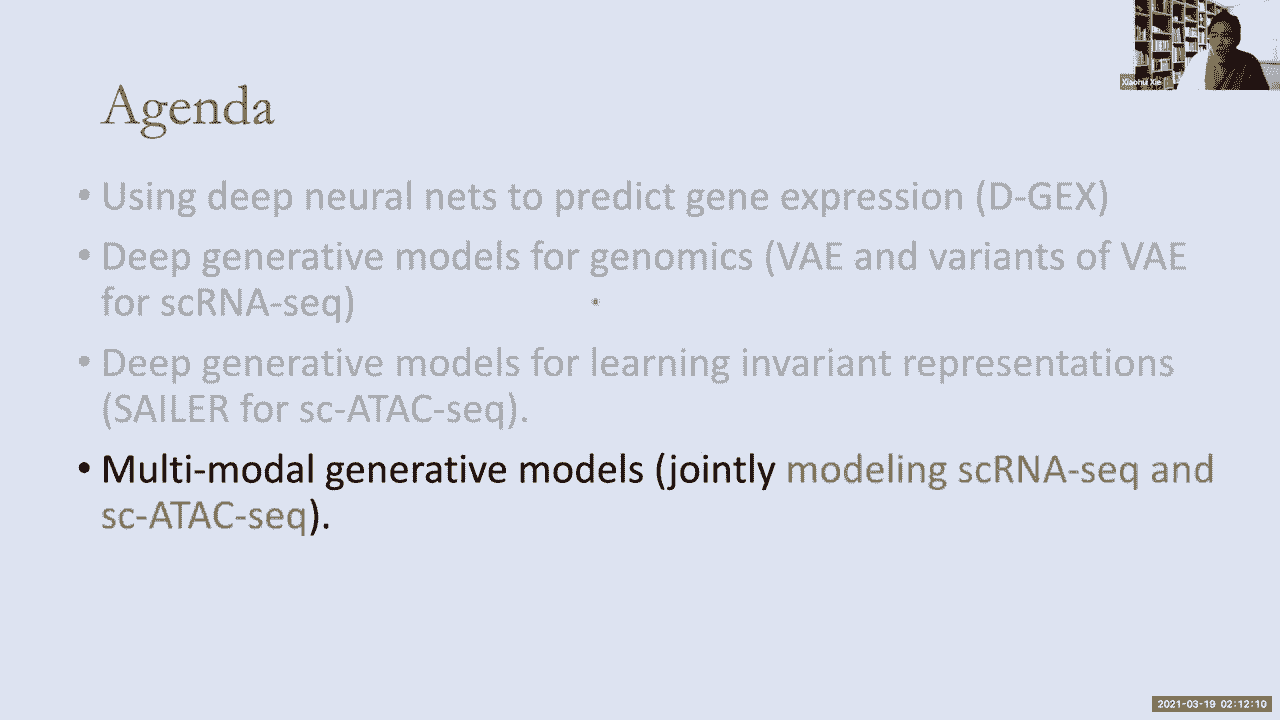 Xiaohui Xie
Agenda
• Using deep neural nets to predict gene expression (D-GEX)
• Deep generative models for genomics (VAE and variants of VAE
for scRNA-seq)
• Deep generative models for learning invariant representations
(SAILER for sc-ATAC-seq).
• Multi-modal generative models (jointly modeling scRNA-seq and
sc-ATAC-seq).
2021-03-19 02:12:10